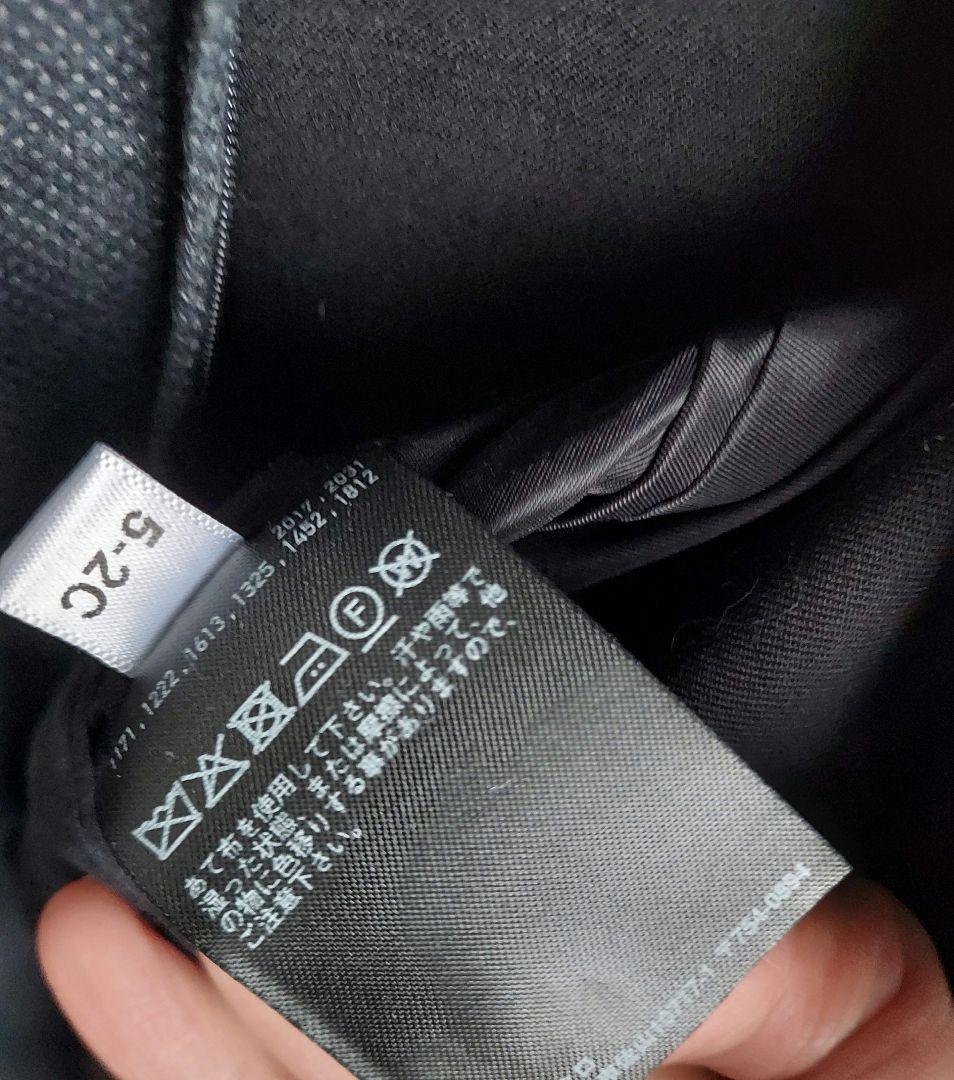 5-2C
2017,2031
1171,1222,1613,1325,1452,1812
F
W
あて布を使用して下さい。汗や雨等で
湿った状態、または摩擦によって、他
の物に色移りする事がありますので、
ご注意下さい。
〒754-0894